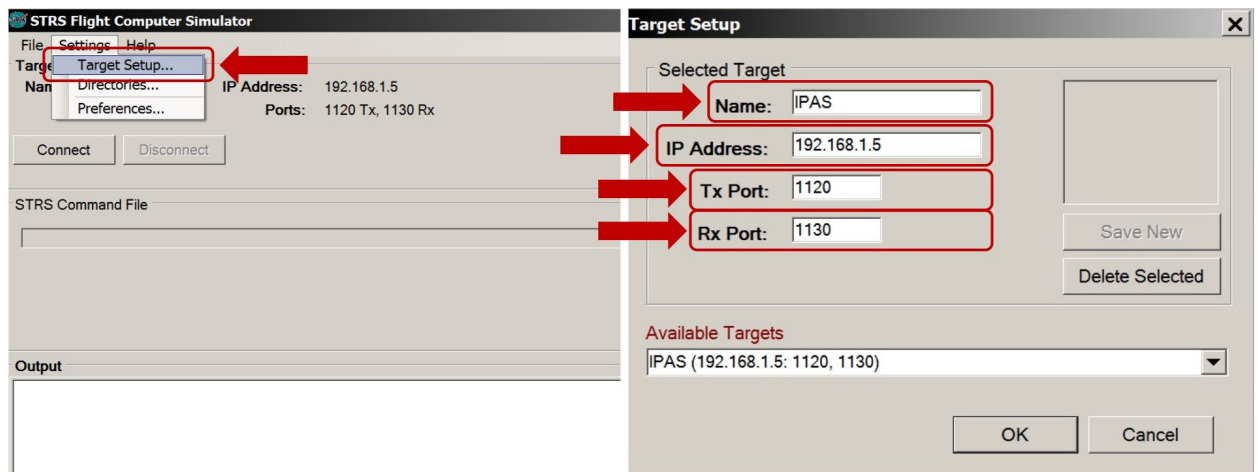 STRS Flight Computer Simulator
File Settings Help
Targe
Target Setup...
Nam
Directories...
IP Address: 192.168.1.5
Preferences...
Ports: 1120 Tx, 1130 Rx
Connect Disconnect
STRS Command File
Output
Target Setup
Selected Target
Name: IPAS
IP Address: 192.168.1.5
Tx Port: 1120
Rx Port: 1130
Save New
Delete Selected
Available Targets
IPAS (192.168.1.5: 1120, 1130)
OK Cancel